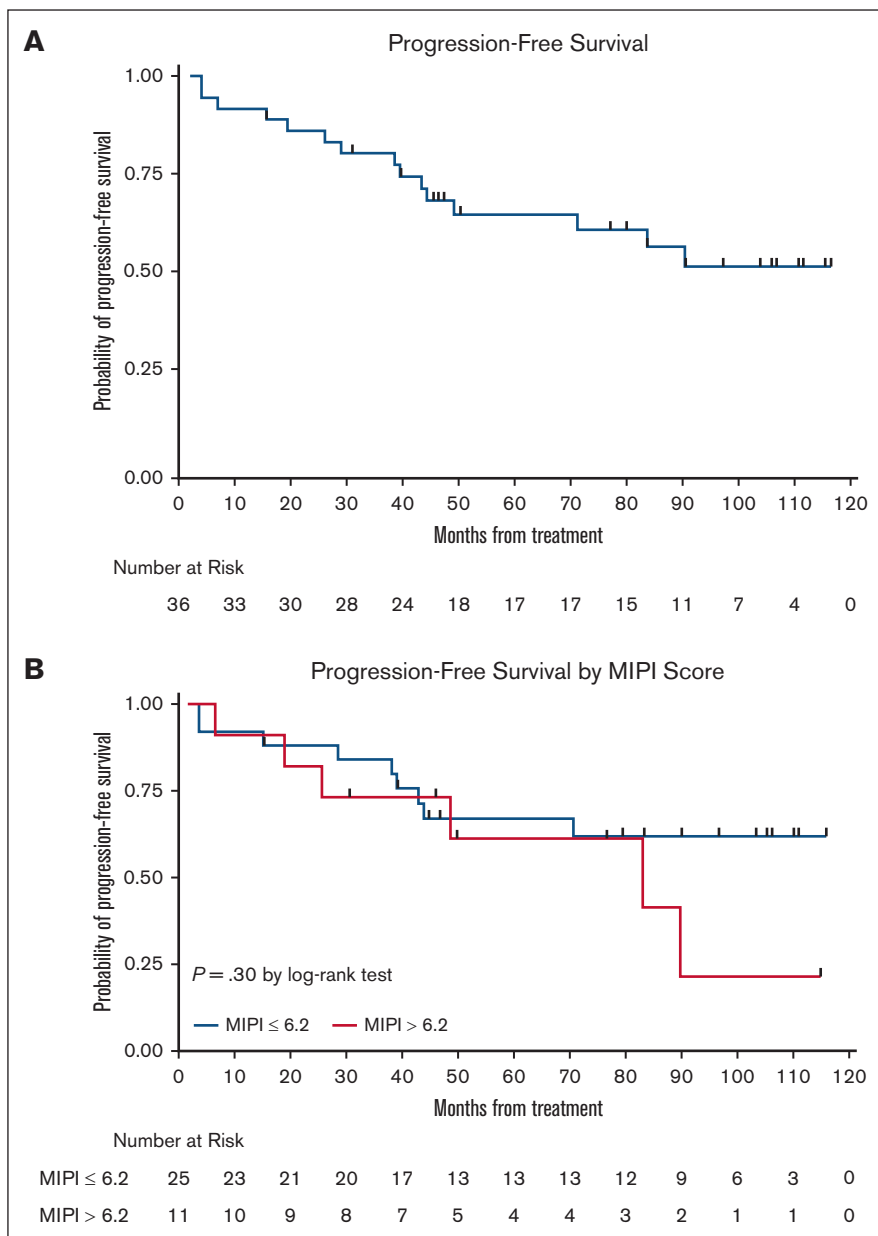 A
Progression-Free Survival
Probability of progression-free survival
1.00
0.75
0.50
0.25
0.00
0 10 20 30 40 50 60 70 80 90 100 110 120
Months from treatment
Number at Risk
36 33 30 28 24 18 17 17 15 11 7 4 0
B
Progression-Free Survival by MIPI Score
Probability of progression-free survival
1.00
0.75
0.50
0.25
0.00
P = .30 by log-rank test
MIPI ≤ 6.2 MIPI > 6.2
0 10 20 30 40 50 60 70 80 90 100 110 120
Months from treatment
Number at Risk
MIPI ≤ 6.2 25 23 21 20 17 13 13 13 12 9 6 3 0
MIPI > 6.2 11 10 9 8 7 5 4 4 3 2 1 1 0